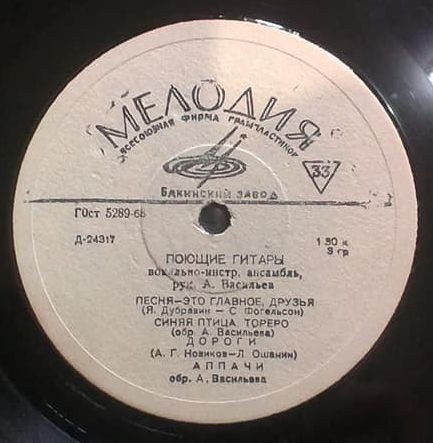 МЕЛОДИЯ
ВСЕСОЮЗНАЯ ФИРМА ГРАМПЛАСТИНОК
33
БАКИНСКИЙ ЗАВОД
ГОст 5289-68
Д-24317
1 90 к
3 гр
ПОЮЩИЕ ГИТАРЫ
вокально-инстр. ансамбль,
рук. А. Васильев
ПЕСНЯ—ЭТО ГЛАВНОЕ, ДРУЗЬЯ
(Я. Дубравин — С. Фогельсон)
СИНЯЯ ПТИЦА, ТОРЕРО
(обр. А. Васильева)
ДОРОГИ
(А. Г. Новиков—Л. Ошанин)
АППАЧИ
обр. А. Васильева